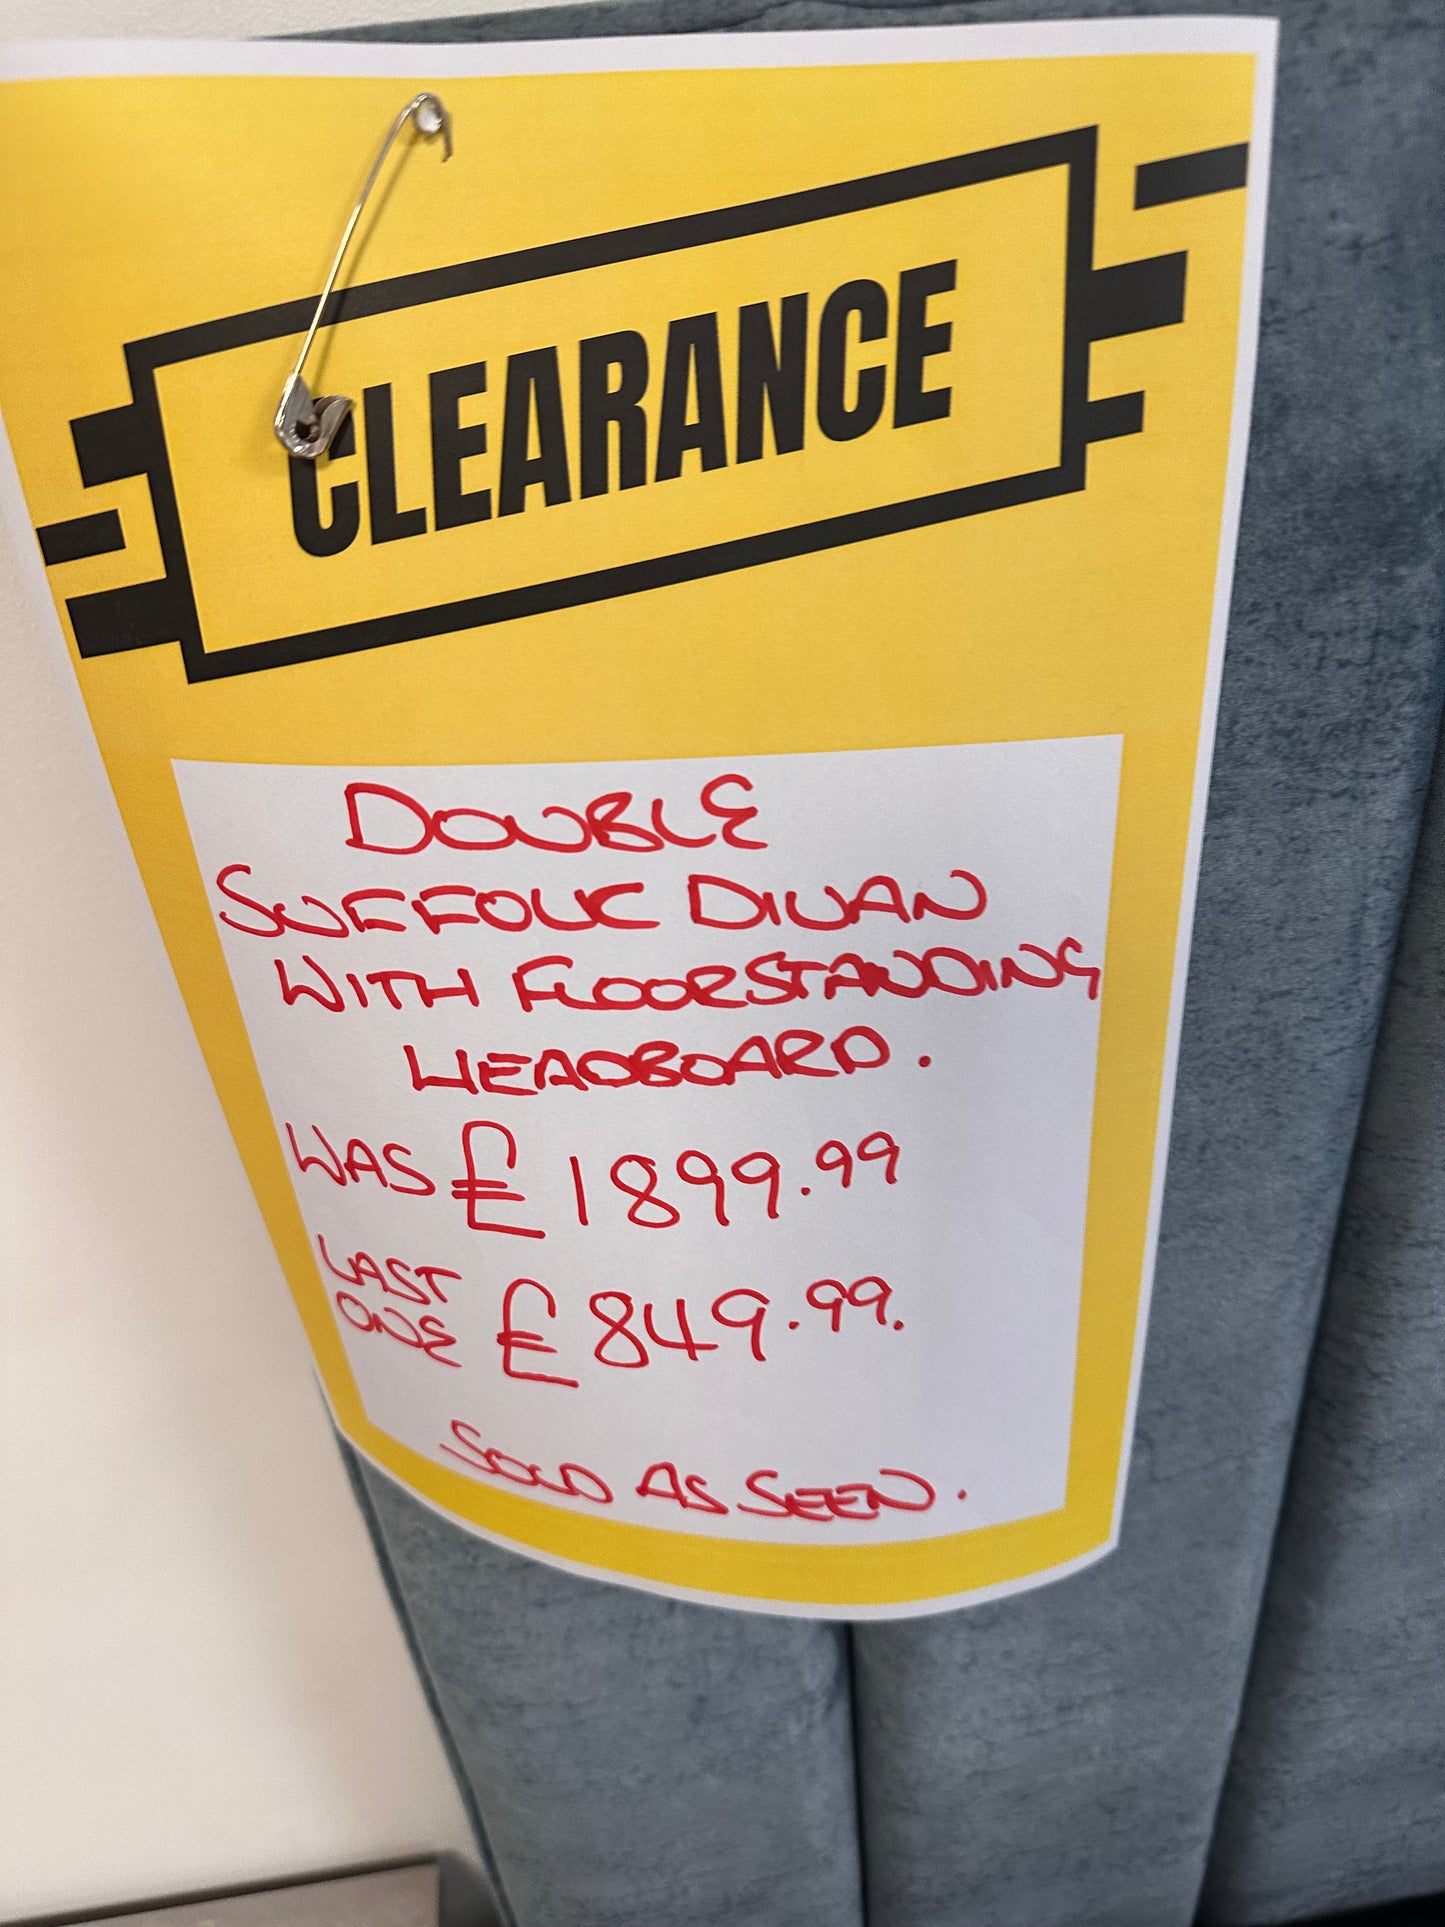 CLEARANCE
DOUBLE
SUFFOLK DIVAN
WITH FLOORSTANDING
HEADBOARD.
WAS £1899.99
LAST
ONE £849.99.
SOLD AS SEEN.